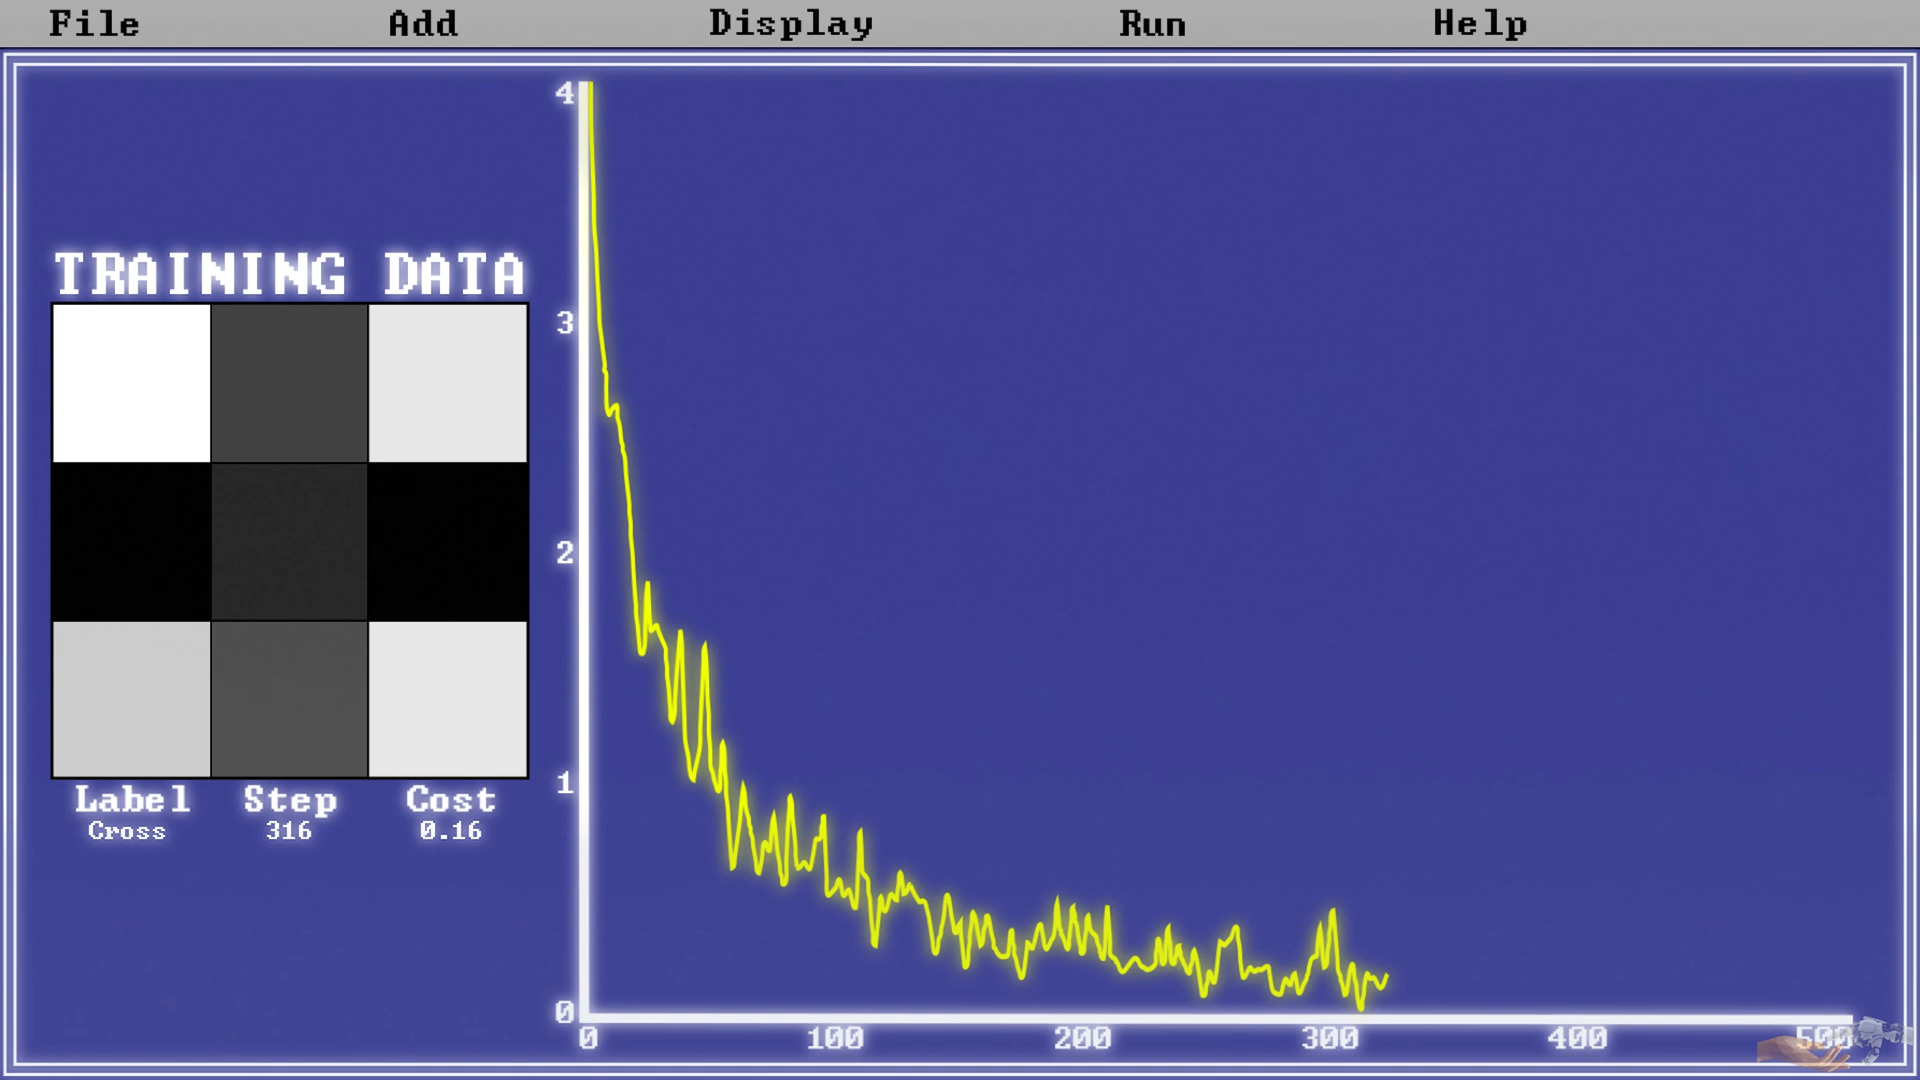 File Add Display Run Help
TRAINING DATA
Label Step Cost
Cross 316 0.16
4
3
2
1
0
0 100 200 300 400 500